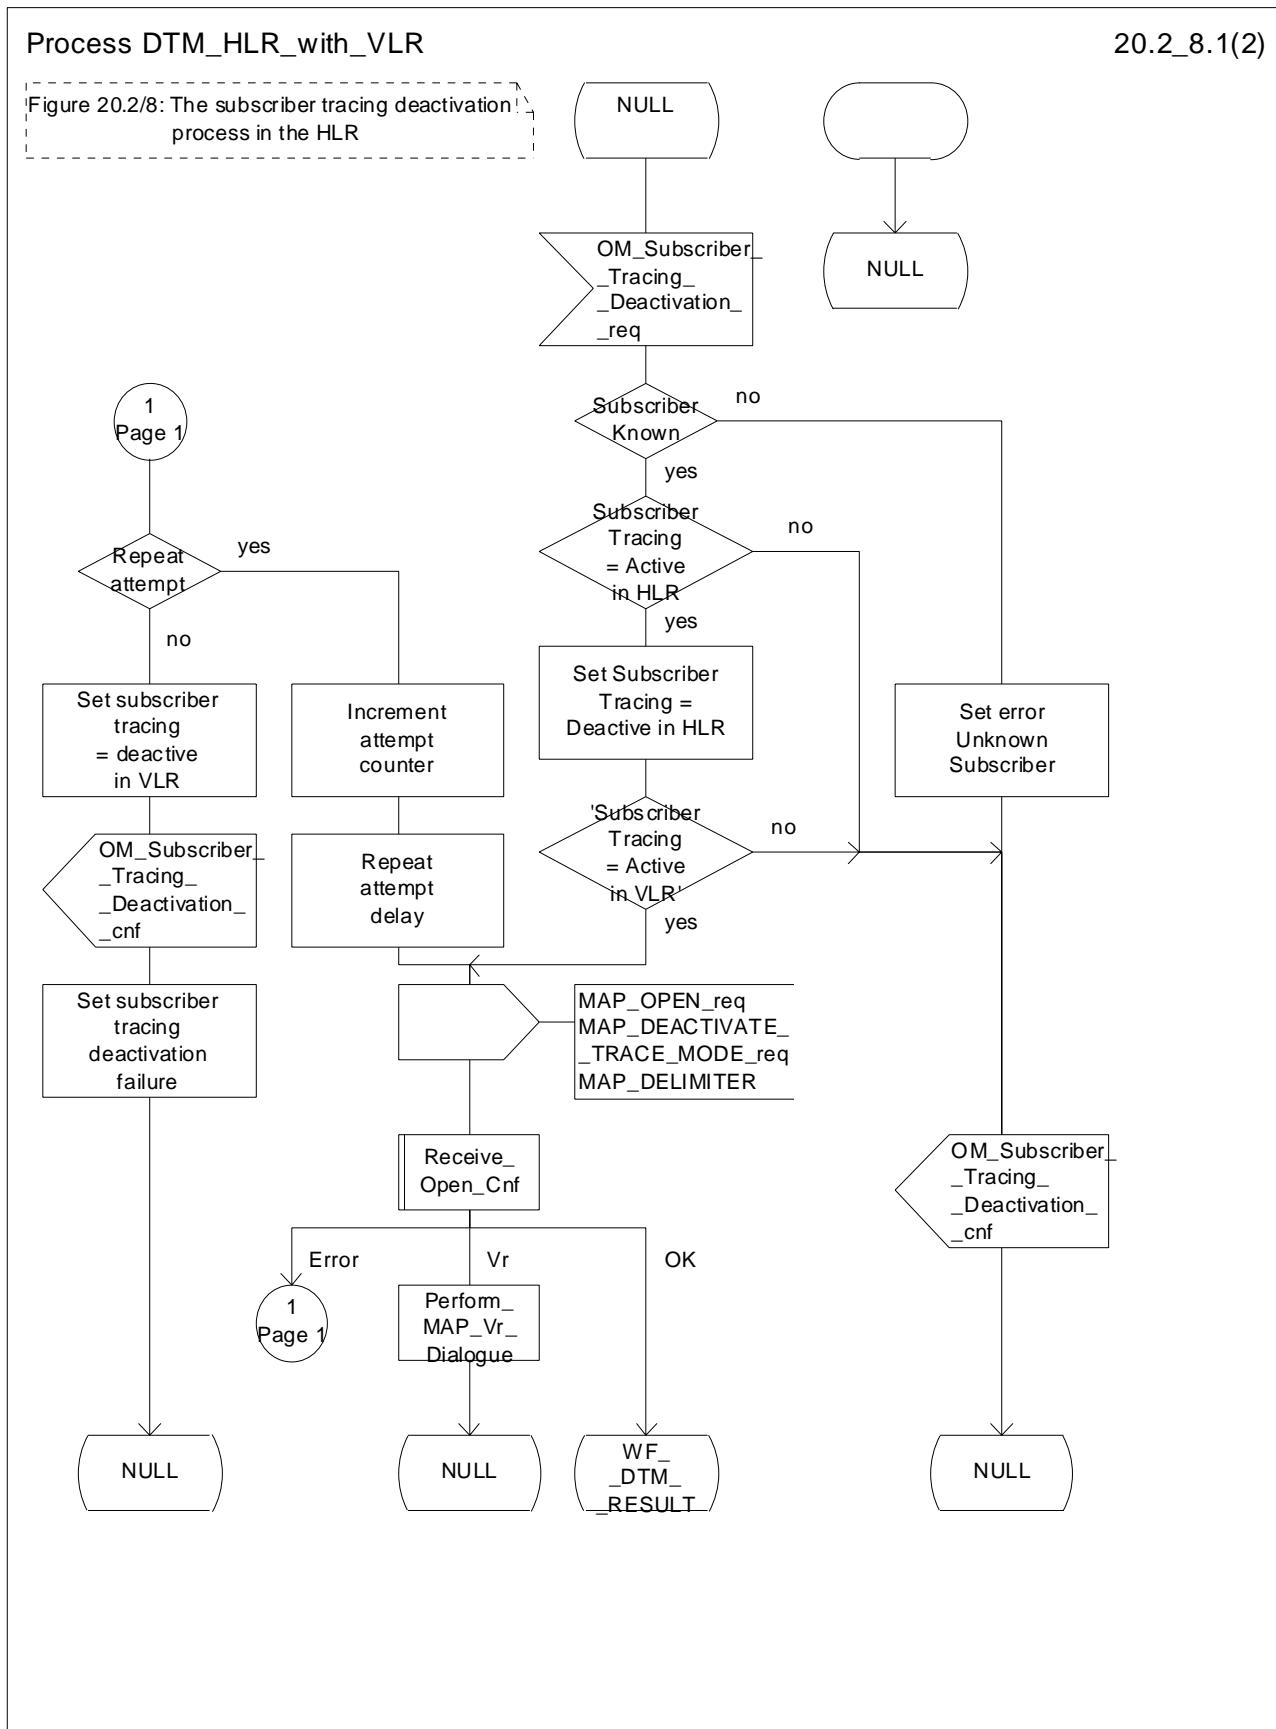 Process DTM_HLR_with_VLR
20.2_8.1(2)
Figure 20.2/8: The subscriber tracing deactivation
process in the HLR
NULL
NULL
OM_Subscriber_
_Tracing_
_Deactivation_
_req
Subscriber
Known
no
yes
1
Page 1
Subscriber
Tracing
= Active
in HLR
no
yes
Repeat
attempt
yes
no
Set subscriber
tracing
= deactive
in VLR
Increment
attempt
counter
Set Subscriber
Tracing =
Deactive in HLR
Set error
Unknown
Subscriber
'Subscriber
Tracing
= Active
in VLR'
no
yes
OM_Subscriber_
_Tracing_
_Deactivation_
_cnf
Repeat
attempt
delay
Set subscriber
tracing
deactivation
failure
MAP_OPEN_req
MAP_DEACTIVATE_
_TRACE_MODE_req
MAP_DELIMITER
Receive_
_Open_Cnf
OM_Subscriber_
_Tracing_
_Deactivation_
_cnf
Error
Vr
OK
1
Page 1
Perform_
_MAP_Vr_
_Dialogue
NULL
NULL
WF_
_DTM_
_RESULT
NULL